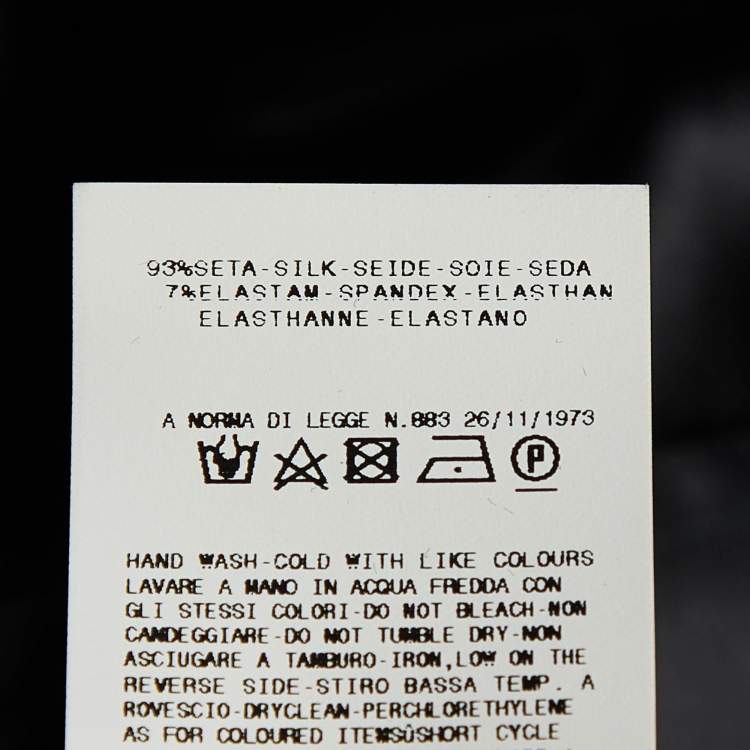 93%SETA-SILK-SEIDE-SOIE-SEDA
7%ELASTAM-SPANDEX-ELASTHAN
ELASTHANNE-ELASTANO
A NORMA DI LEGGE N.883 26/11/1973
P
HAND WASH-COLD WITH LIKE COLOURS
LAVARE A MANO IN ACQUA FREDDA CON
GLI STESSI COLORI-DO NOT BLEACH-NON
CANDEGGIARE-DO NOT TUMBLE DRY-NON
ASCIUGARE A TAMBURO-IRON,LOW ON THE
REVERSE SIDE-STIRO BASSA TEMP. A
ROVESCIO-DRYCLEAN-PERCHLORETHYLENE
AS FOR COLOURED ITEMSûSHORT CYCLE